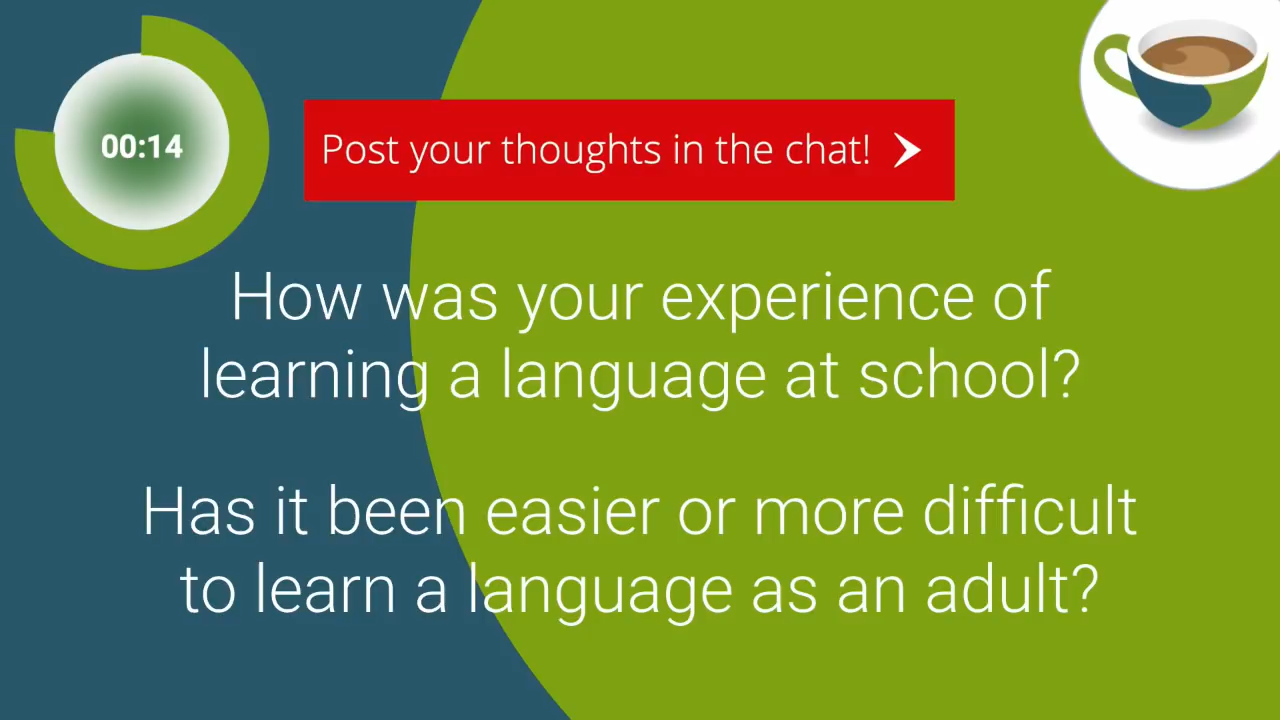 00:14
Post your thoughts in the chat!
How was your experience of
learning a language at school?
Has it been easier or more difficult
to learn a language as an adult?